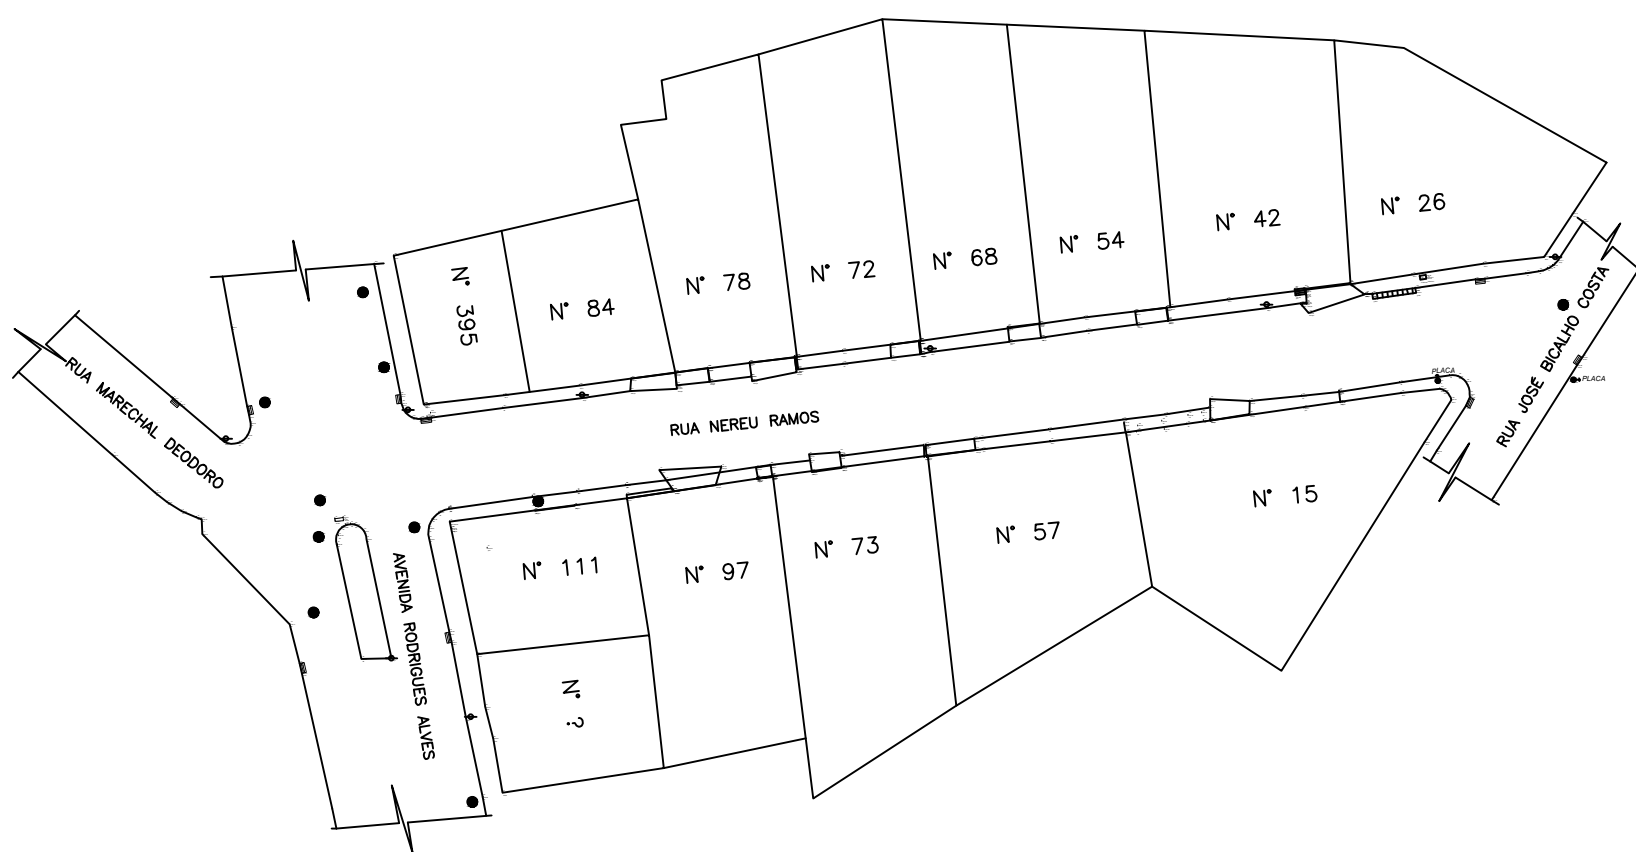 N° 26
N° 42
N° 54
N° 68
N° 72
N° 78
N° 84
N° 395
RUA MARECHAL DEODORO
RUA NEREU RAMOS
RUA JOSÉ BICALHO COSTA
PLACA
PLACA
N° 15
N° 57
N° 73
N° 97
N° 111
AVENIDA RODRIGUES ALVES
N° ?